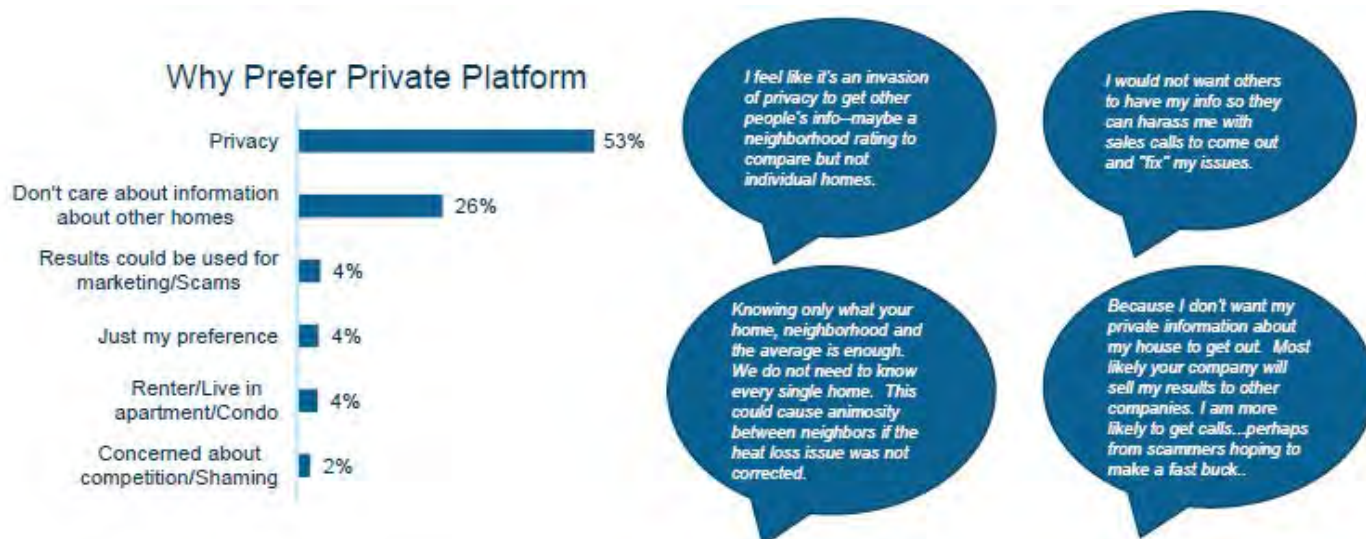 Why Prefer Private Platform
Privacy
53%
Don't care about information
about other homes
26%
Results could be used for
marketing/Scams
4%
Just my preference
4%
Renter/Live in
apartment/Condo
4%
Concerned about
competition/Shaming
2%
I feel like it's an invasion
of privacy to get other
people's info--maybe a
neighborhood rating to
compare but not
individual homes.
I would not want others
to have my info so they
can harass me with
sales calls to come out
and "fix" my issues.
Knowing only what your
home, neighborhood and
the average is enough.
We do not need to know
every single home. This
could cause animosity
between neighbors if the
heat loss issue was not
corrected.
Because I don't want my
private information about
my house to get out. Most
likely your company will
sell my results to other
companies. I am more
likely to get calls...perhaps
from scammers hoping to
make a fast buck..